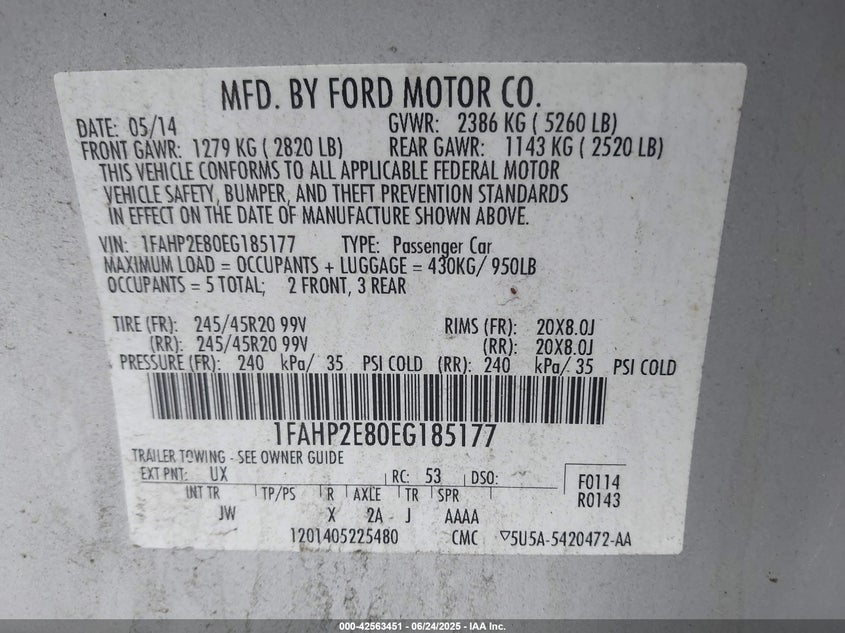 MFD. BY FORD MOTOR CO.
DATE: 05/14 GVWR: 2386 KG ( 5260 LB)
FRONT GAWR: 1279 KG ( 2820 LB) REAR GAWR: 1143 KG ( 2520 LB)
THIS VEHICLE CONFORMS TO ALL APPLICABLE FEDERAL MOTOR
VEHICLE SAFETY, BUMPER, AND THEFT PREVENTION STANDARDS
IN EFFECT ON THE DATE OF MANUFACTURE SHOWN ABOVE.
VIN: 1FAHP2E80EG185177 TYPE: Passenger Car
MAXIMUM LOAD = OCCUPANTS + LUGGAGE = 430KG/ 950LB
OCCUPANTS = 5 TOTAL; 2 FRONT, 3 REAR
TIRE (FR): 245/45R20 99V RIMS (FR): 20X8.0J
(RR): 245/45R20 99V (RR): 20X8.0J
PRESSURE (FR): 240 kPa/ 35 PSI COLD (RR): 240 kPa/ 35 PSI COLD
1FAHP2E80EG185177
TRAILER TOWING - SEE OWNER GUIDE
EXT PNT: UX RC: 53 DSO: F0114
INT TR TP/PS R AXLE TR SPR R0143
JW X 2A J AAAA
1201405225480 CMC ▽5U5A-5420472-AA
000-42563451 | 06/24/2025 | IAA Inc.